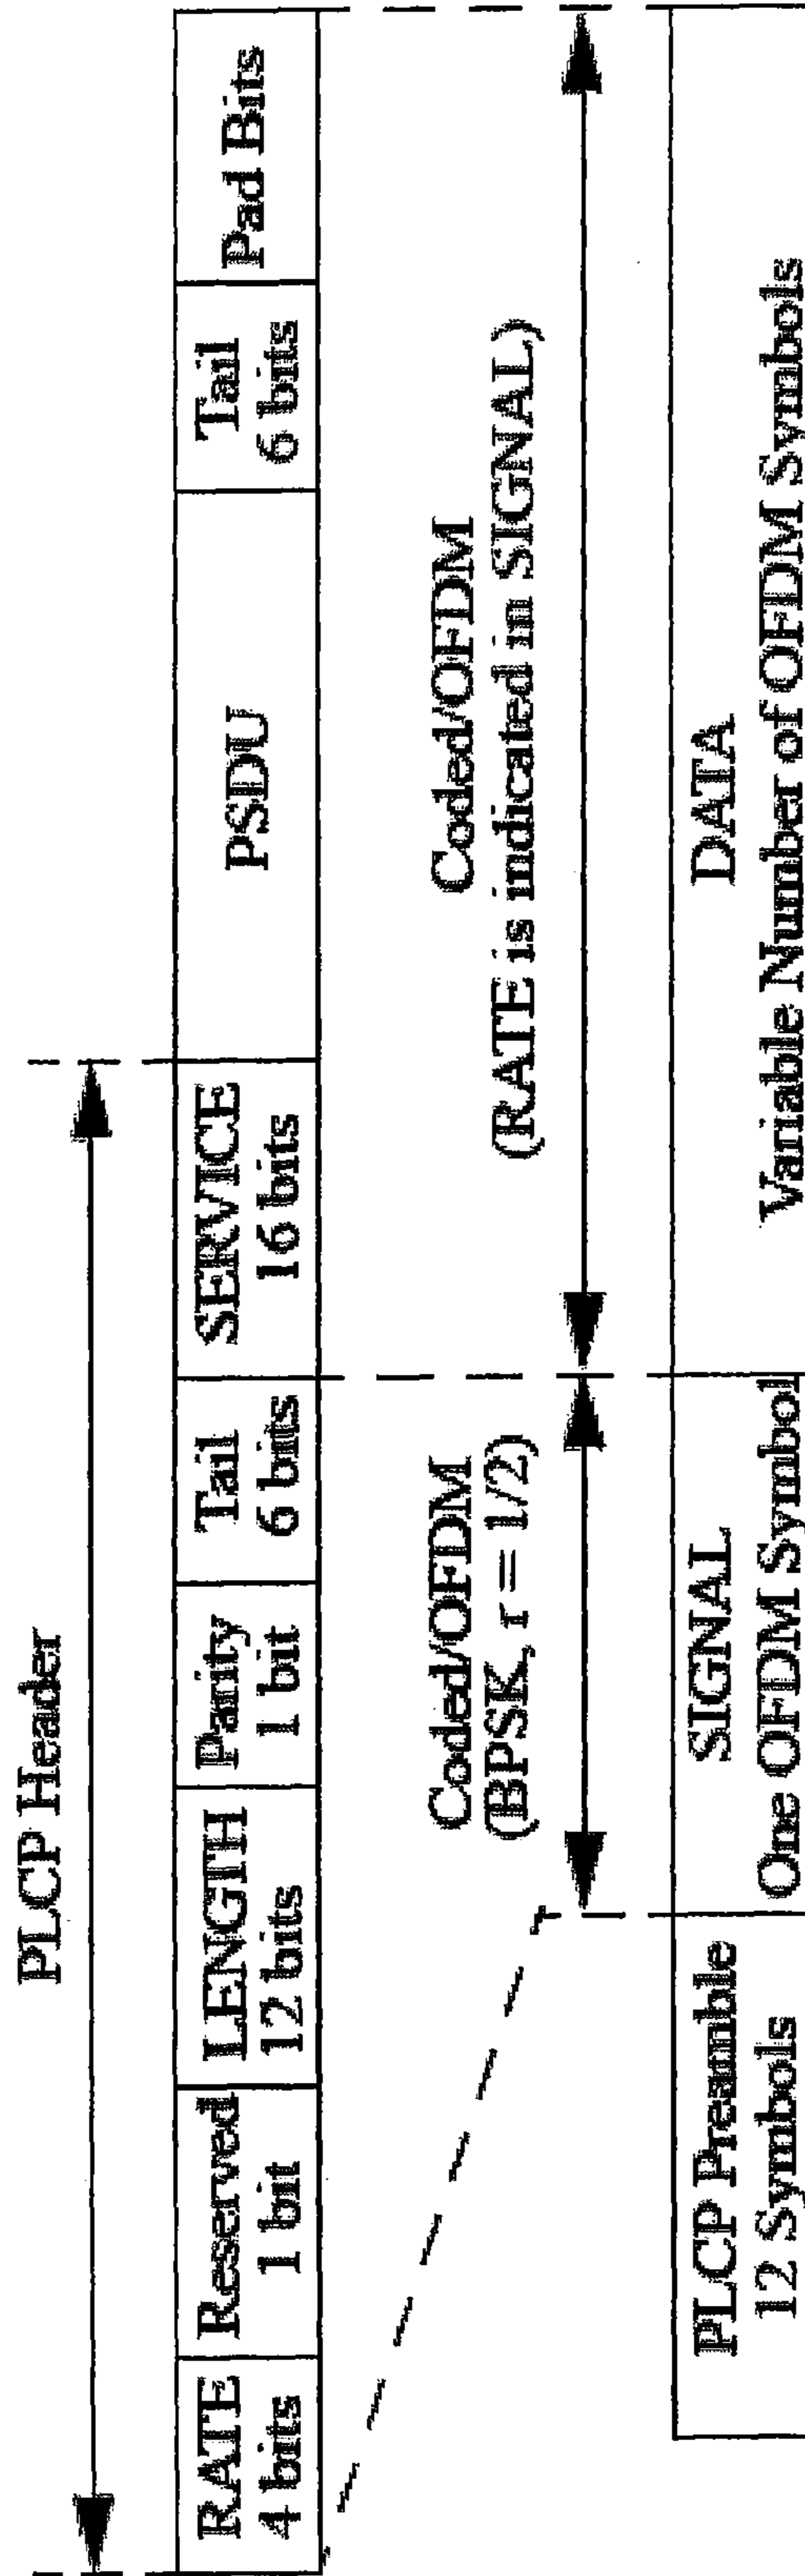 PLCP Header
RATE
4 bits
Reserved
1 bit
LENGTH
12 bits
Parity
1 bit
Tail
6 bits
SERVICE
16 bits
PSDU
Tail
6 bits
Pad Bits
Coded/OFDM
(BPSK, r = 1/2)
Coded/OFDM
(RATE is indicated in SIGNAL)
PLCP Preamble
12 Symbols
SIGNAL
One OFDM Symbol
DATA
Variable Number of OFDM Symbols